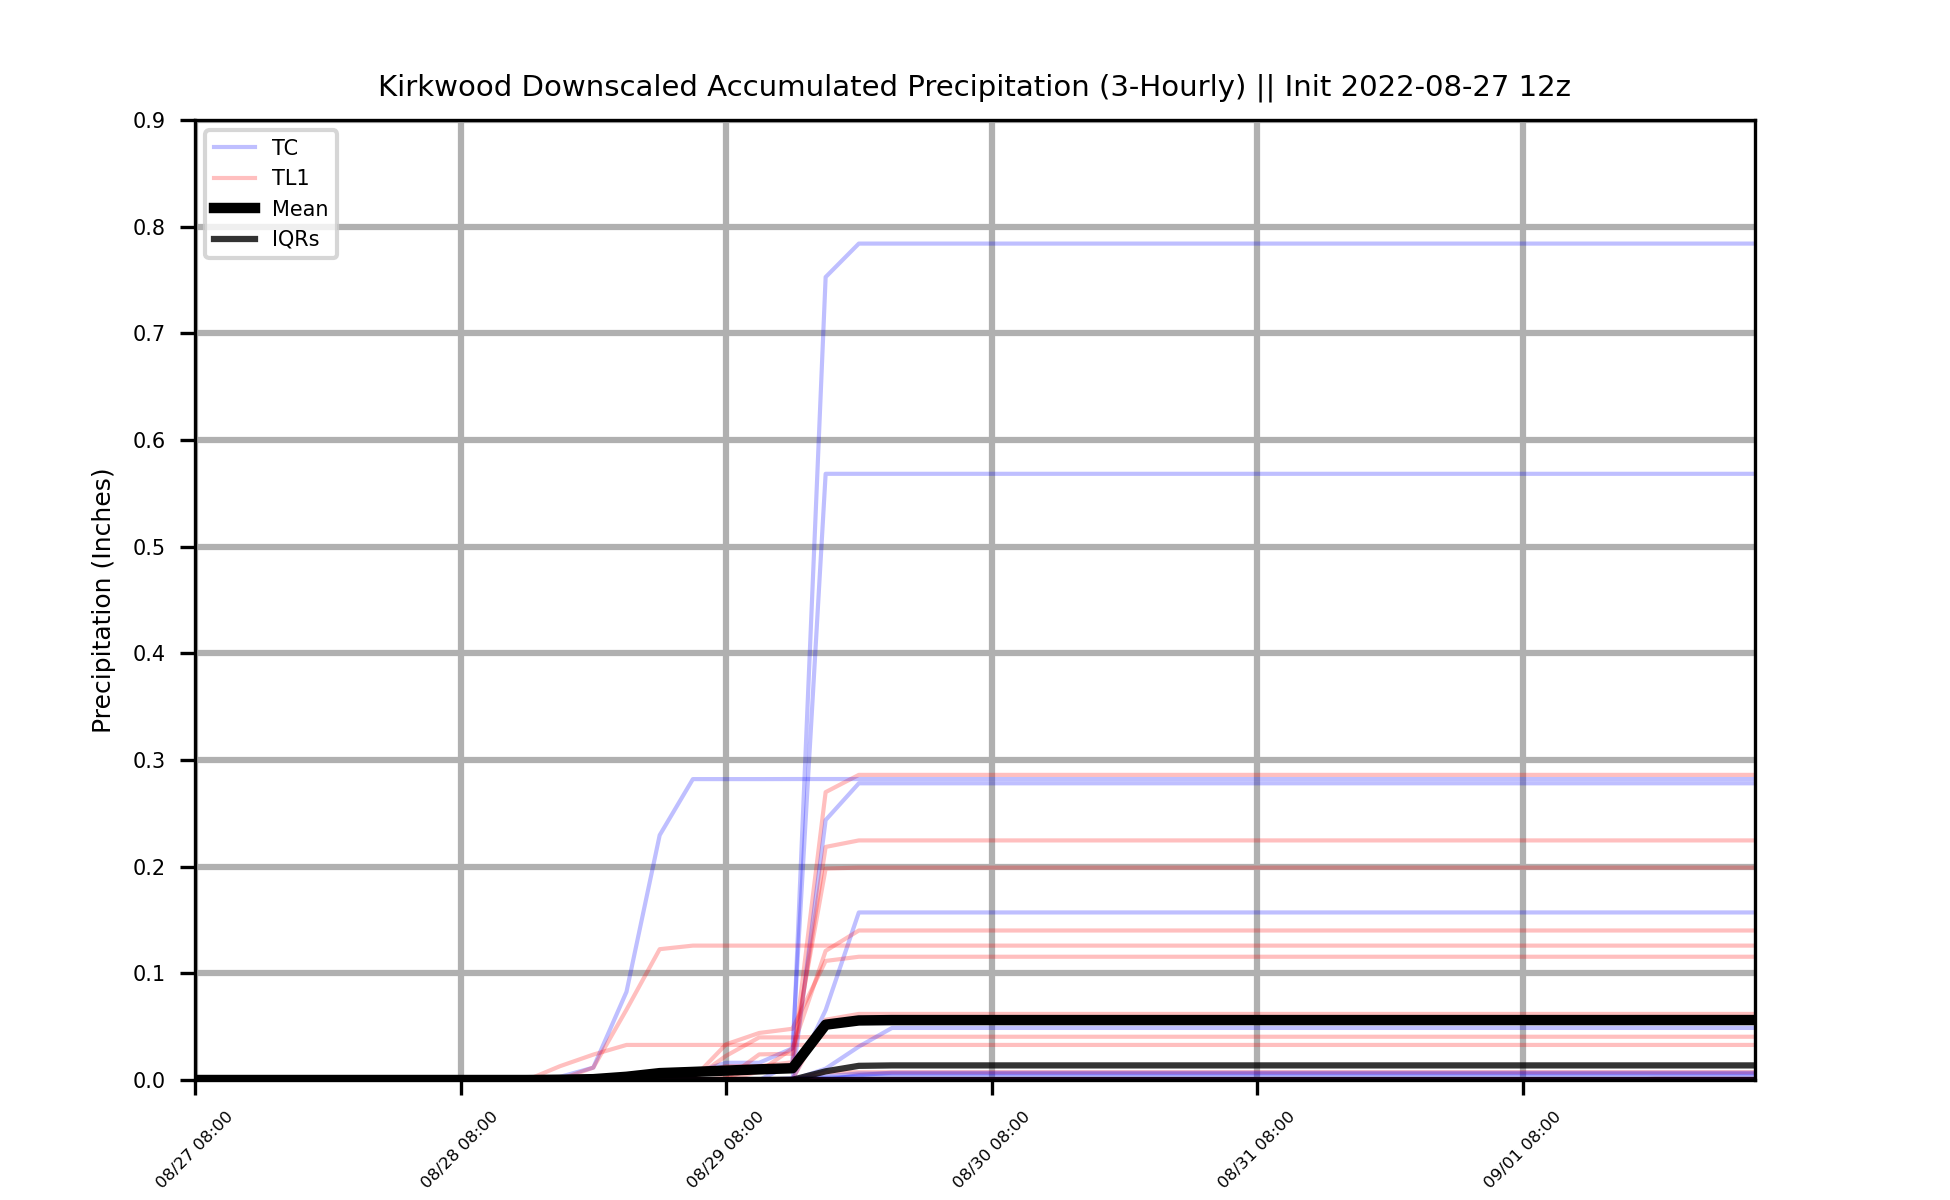 Kirkwood Downscaled Accumulated Precipitation (3-Hourly) || Init 2022-08-27 12z
TC
TL1
Mean
IQRs
Precipitation (Inches)
0.9
0.8
0.7
0.6
0.5
0.4
0.3
0.2
0.1
0.0
08/27 08:00
08/28 08:00
08/29 08:00
08/30 08:00
08/31 08:00
09/01 08:00